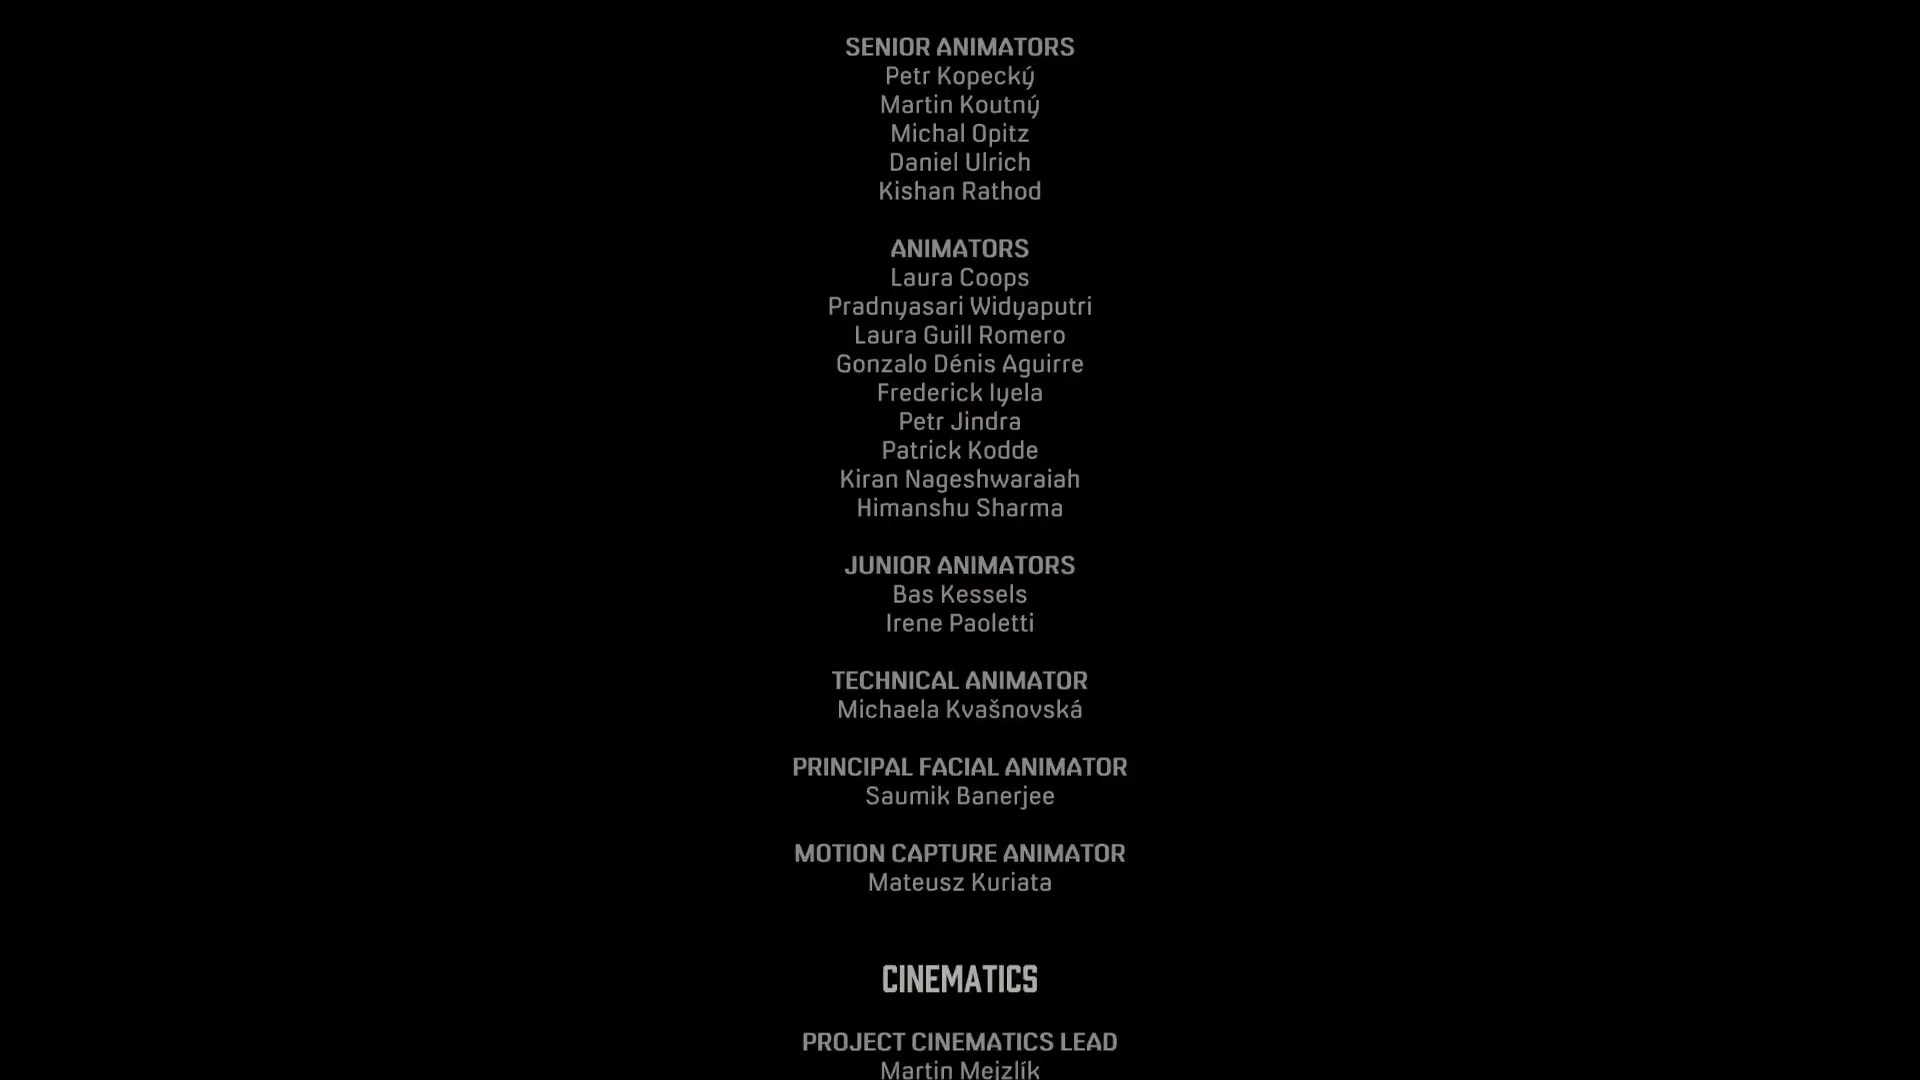 SENIOR ANIMATORS
Petr Kopecký
Martin Koutný
Michal Opitz
Daniel Ulrich
Kishan Rathod
ANIMATORS
Laura Coops
Pradnyasari Widyaputri
Laura Guill Romero
Gonzalo Dénis Aguirre
Frederick Iyela
Petr Jindra
Patrick Kodde
Kiran Nageshwaraiah
Himanshu Sharma
JUNIOR ANIMATORS
Bas Kessels
Irene Paoletti
TECHNICAL ANIMATOR
Michaela Kvašnovská
PRINCIPAL FACIAL ANIMATOR
Saumik Banerjee
MOTION CAPTURE ANIMATOR
Mateusz Kuriata
CINEMATICS
PROJECT CINEMATICS LEAD
Martin Mejzlík